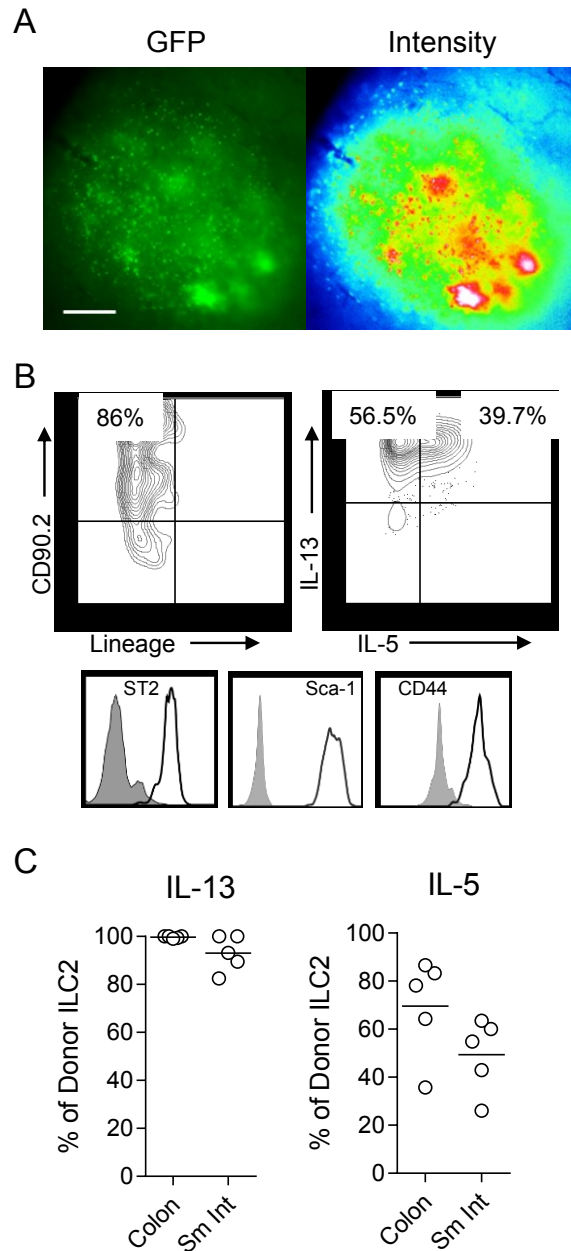 A
GFP Intensity
B
86%
CD90.2
Lineage
56.5% 39.7%
IL-13
IL-5
ST2
Sca-1
CD44
C
IL-13
% of Donor ILC2
100
80
60
40
20
0
Colon
Sm Int
IL-5
% of Donor ILC2
100
80
60
40
20
0
Colon
Sm Int